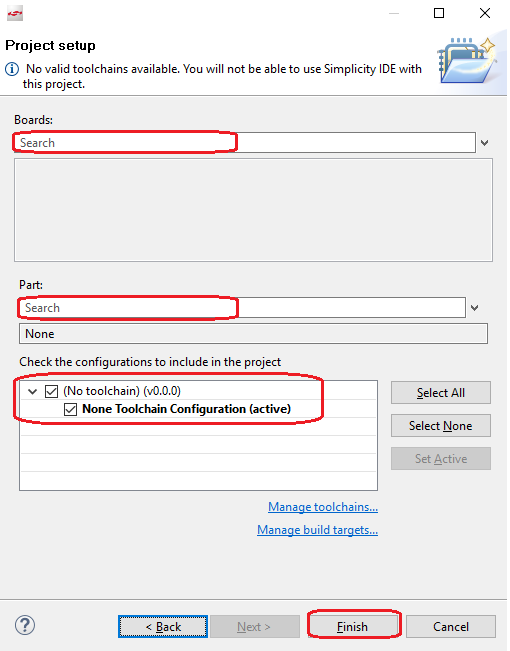 Project setup
No valid toolchains available. You will not be able to use Simplicity IDE with
this project.
Boards:
Search
Part:
Search
None
Check the configurations to include in the project
(No toolchain) (v0.0.0)
None Toolchain Configuration (active)
Select All
Select None
Set Active
Manage toolchains...
Manage build targets...
?
< Back
Next >
Finish
Cancel